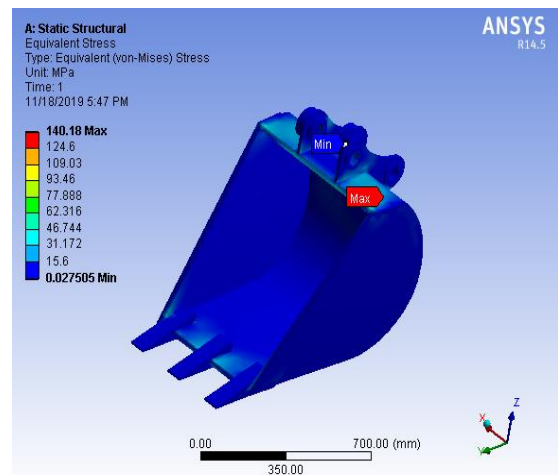 A: Static Structural
Equivalent Stress
Type: Equivalent (von-Mises) Stress
Unit: MPa
Time: 1
11/18/2019 5:47 PM
ANSYS
R14.5
140.18 Max
124.6
109.03
93.46
77.888
62.316
46.744
31.172
15.6
0.027505 Min
Min
Max
0.00
700.00 (mm)
350.00
Z
X
Y